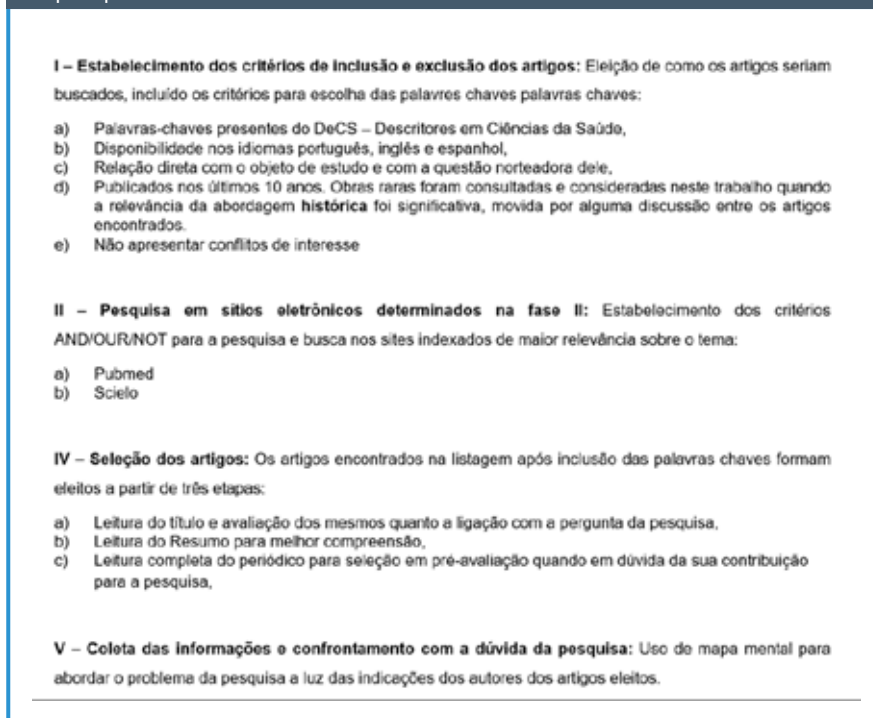 I – Estabelecimento dos critérios de inclusão e exclusão dos artigos: Eleição de como os artigos seriam
buscados, incluído os critérios para escolha das palavres chaves palavras chaves:
a) Palavras-chaves presentes do DeCS – Descritores em Ciências da Saúde,
b) Disponibilidade nos idiomas português, inglês e espanhol,
c) Relação direta com o objeto de estudo e com a questão norteadora dele,
d) Publicados nos últimos 10 anos. Obras raras foram consultadas e consideradas neste trabalho quando
a relevância da abordagem histórica foi significativa, movida por alguma discussão entre os artigos
encontrados.
e) Não apresentar conflitos de interesse
II – Pesquisa em sítios eletrônicos determinados na fase II: Estabelecimento dos critérios
AND/OUR/NOT para a pesquisa e busca nos sites indexados de maior relevância sobre o tema:
a) Pubmed
b) Scielo
IV – Seleção dos artigos: Os artigos encontrados na listagem após inclusão das palavras chaves formam
eleitos a partir de três etapas:
a) Leitura do título e avaliação dos mesmos quanto a ligação com a pergunta da pesquisa,
b) Leitura do Resumo para melhor compreensão,
c) Leitura completa do periódico para seleção em pré-avaliação quando em dúvida da sua contribuição
para a pesquisa,
V – Coleta das informações e confrontamento com a dúvida da pesquisa: Uso de mapa mental para
abordar o problema da pesquisa a luz das indicações dos autores dos artigos eleitos.